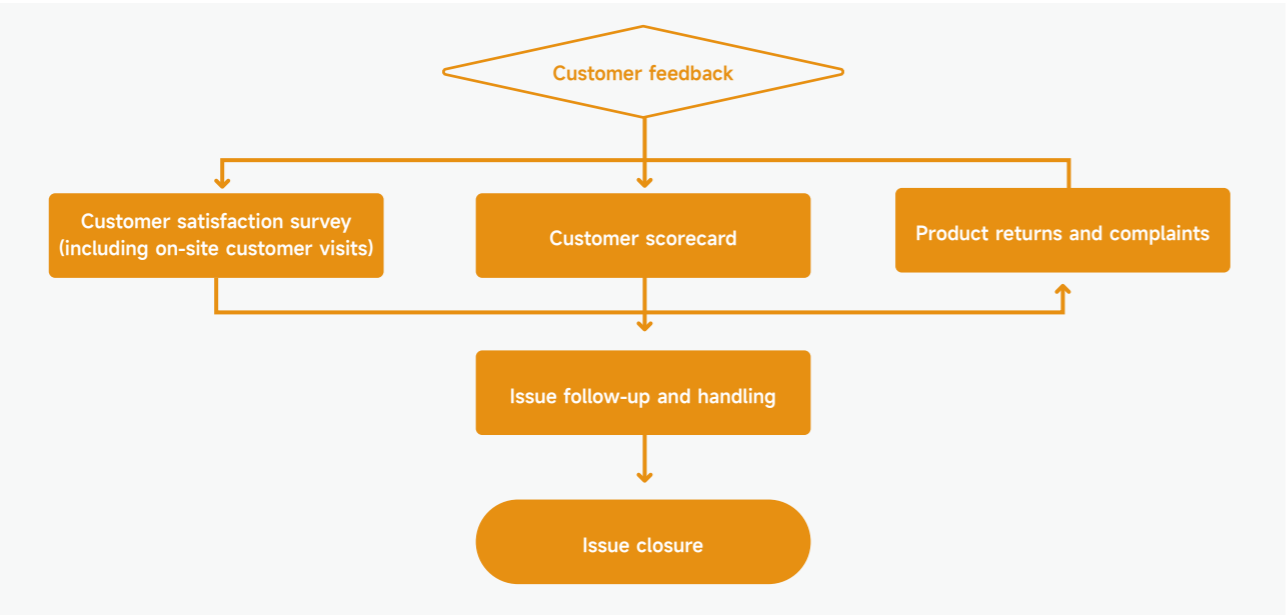 Customer feedback
Customer satisfaction survey
(including on-site customer visits)
Customer scorecard
Product returns and complaints
Issue follow-up and handling
Issue closure